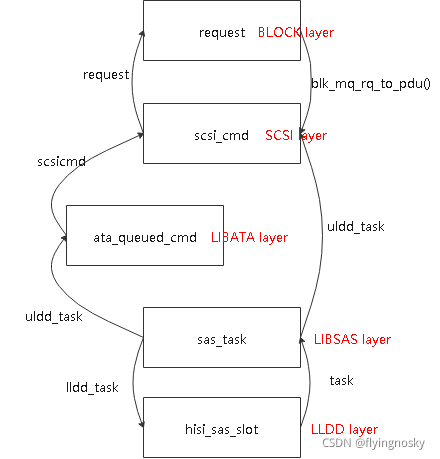 request BLOCK layer
request
blk_mq_rq_to_pdu()
scsi_cmd SCSI layer
scsicmd
ata_queued_cmd LIBATA layer
uldd_task
uldd_task
sas_task LIBSAS layer
lldd_task
task
hisi_sas_slot LLDD layer
CSDN @flyingnosky